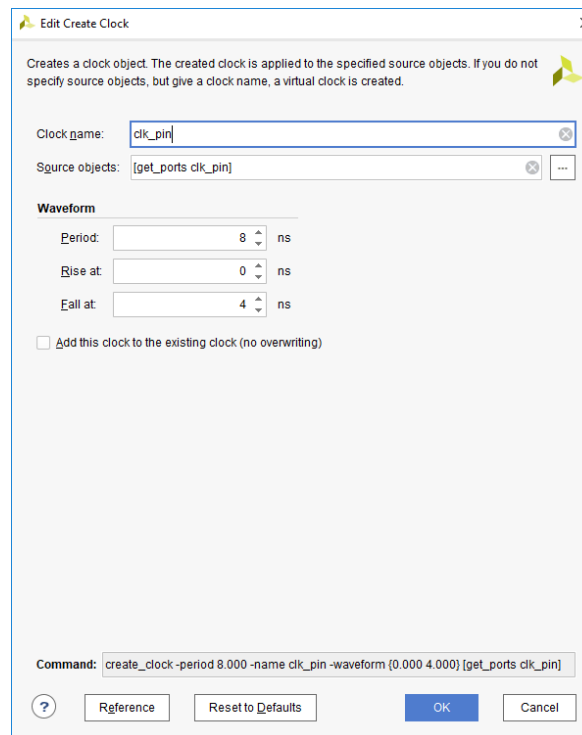 Edit Create Clock
Creates a clock object. The created clock is applied to the specified source objects. If you do not
specify source objects, but give a clock name, a virtual clock is created.
Clock name: clk_pin
Source objects: [get_ports clk_pin] ...
Waveform
Period: 8 ns
Rise at: 0 ns
Fall at: 4 ns
Add this clock to the existing clock (no overwriting)
Command: create_clock -period 8.000 -name clk_pin -waveform {0.000 4.000} [get_ports clk_pin]
? Reference Reset to Defaults OK Cancel